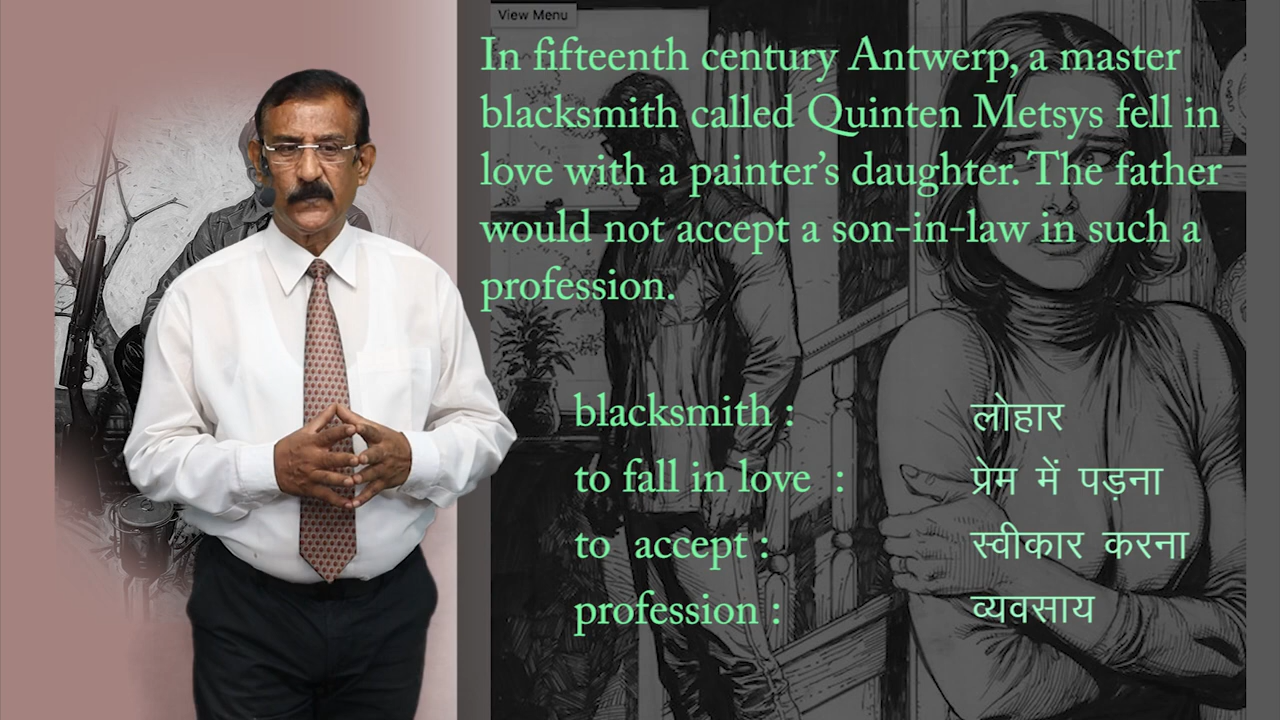 View Menu
In fifteenth century Antwerp, a master
blacksmith called Quinten Metsys fell in
love with a painter’s daughter. The father
would not accept a son-in-law in such a
profession.
blacksmith : लोहार
to fall in love : प्रेम में पड़ना
to accept : स्वीकार करना
profession : व्यवसाय